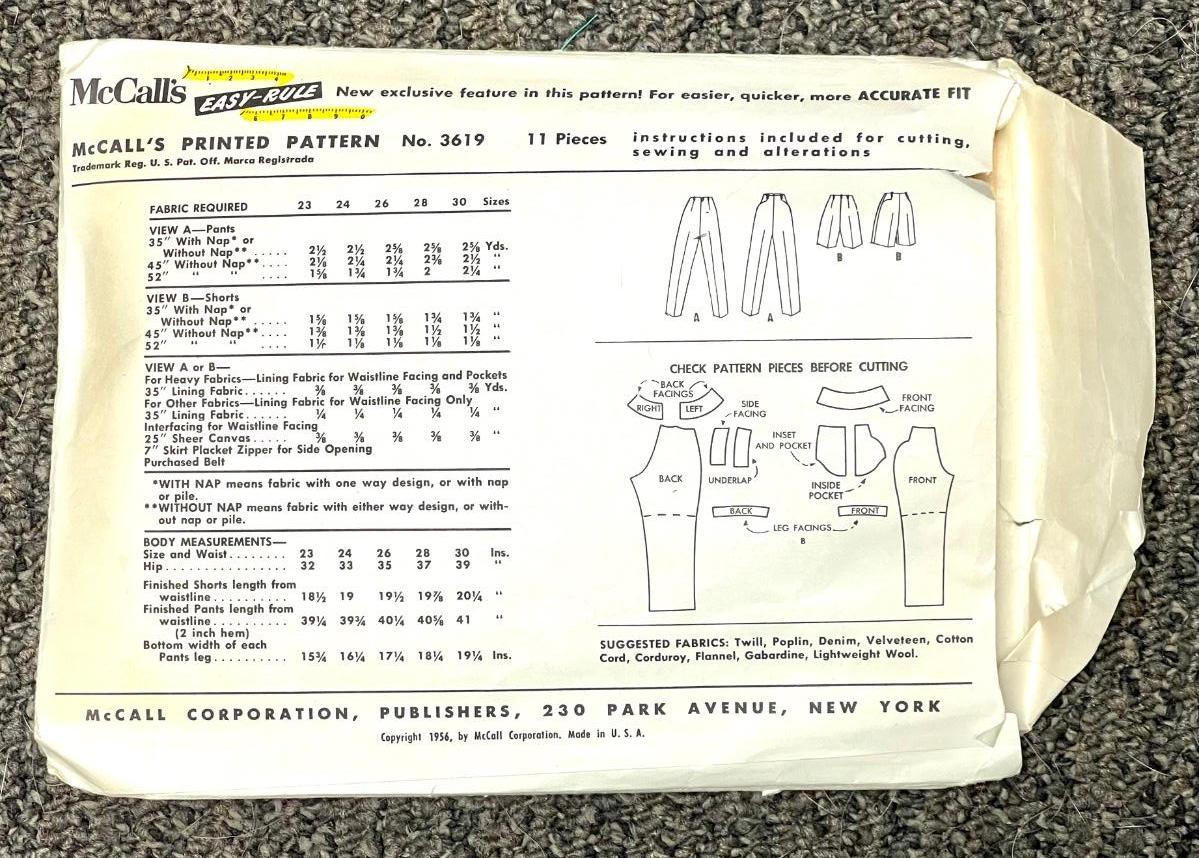 McCall's EASY-RULE New exclusive feature in this pattern! For easier, quicker, more ACCURATE FIT
1 2 3 4
6 7 8 9 0
McCALL'S PRINTED PATTERN No. 3619 11 Pieces instructions included for cutting,
sewing and alterations
Trademark Reg. U. S. Pat. Off. Marca Registrada
FABRIC REQUIRED 23 24 26 28 30 Sizes
VIEW A—Pants
35" With Nap* or
Without Nap** ..... 2½ 2½ 2⅝ 2⅝ 2⅝ Yds.
45" Without Nap** .... 2⅛ 2¼ 2¼ 2⅜ 2½ "
52" " " .... 1⅝ 1¾ 1¾ 2 2¼ "
VIEW B—Shorts
35" With Nap* or
Without Nap** ..... 1⅝ 1⅝ 1⅝ 1¾ 1¾ "
45" Without Nap** .... 1⅜ 1⅜ 1⅜ 1½ 1½ "
52" " " .... 1⅛ 1⅛ 1⅛ 1⅛ "
VIEW A or B—
For Heavy Fabrics—Lining Fabric for Waistline Facing and Pockets
35" Lining Fabric...... ⅜ ⅜ ⅜ ⅜ ⅜ Yds.
For Other Fabrics—Lining Fabric for Waistline Facing Only
35" Lining Fabric...... ¼ ¼ ¼ ¼ ¼ "
Interfacing for Waistline Facing
25" Sheer Canvas..... ⅜ ⅜ ⅜ ⅜ ⅜ "
7" Skirt Placket Zipper for Side Opening
Purchased Belt
*WITH NAP means fabric with one way design, or with nap
or pile.
**WITHOUT NAP means fabric with either way design, or with-
out nap or pile.
BODY MEASUREMENTS—
Size and Waist........ 23 24 26 28 30 Ins.
Hip................ 32 33 35 37 39 "
Finished Shorts length from
waistline.......... 18½ 19 19½ 19⅞ 20¼ "
Finished Pants length from
waistline.......... 39¼ 39¾ 40¼ 40⅝ 41 "
(2 inch hem)
Bottom width of each
Pants leg.......... 15¾ 16¼ 17¼ 18¼ 19¼ Ins.
A A B B
CHECK PATTERN PIECES BEFORE CUTTING
BACK
FACINGS
RIGHT LEFT
SIDE
FACING
FRONT
FACING
INSET
AND POCKET
BACK
UNDERLAP
INSIDE
POCKET
FRONT
BACK
FRONT
LEG FACINGS
B
SUGGESTED FABRICS: Twill, Poplin, Denim, Velveteen, Cotton
Cord, Corduroy, Flannel, Gabardine, Lightweight Wool.
McCALL CORPORATION, PUBLISHERS, 230 PARK AVENUE, NEW YORK
Copyright 1956, by McCall Corporation. Made in U. S. A.